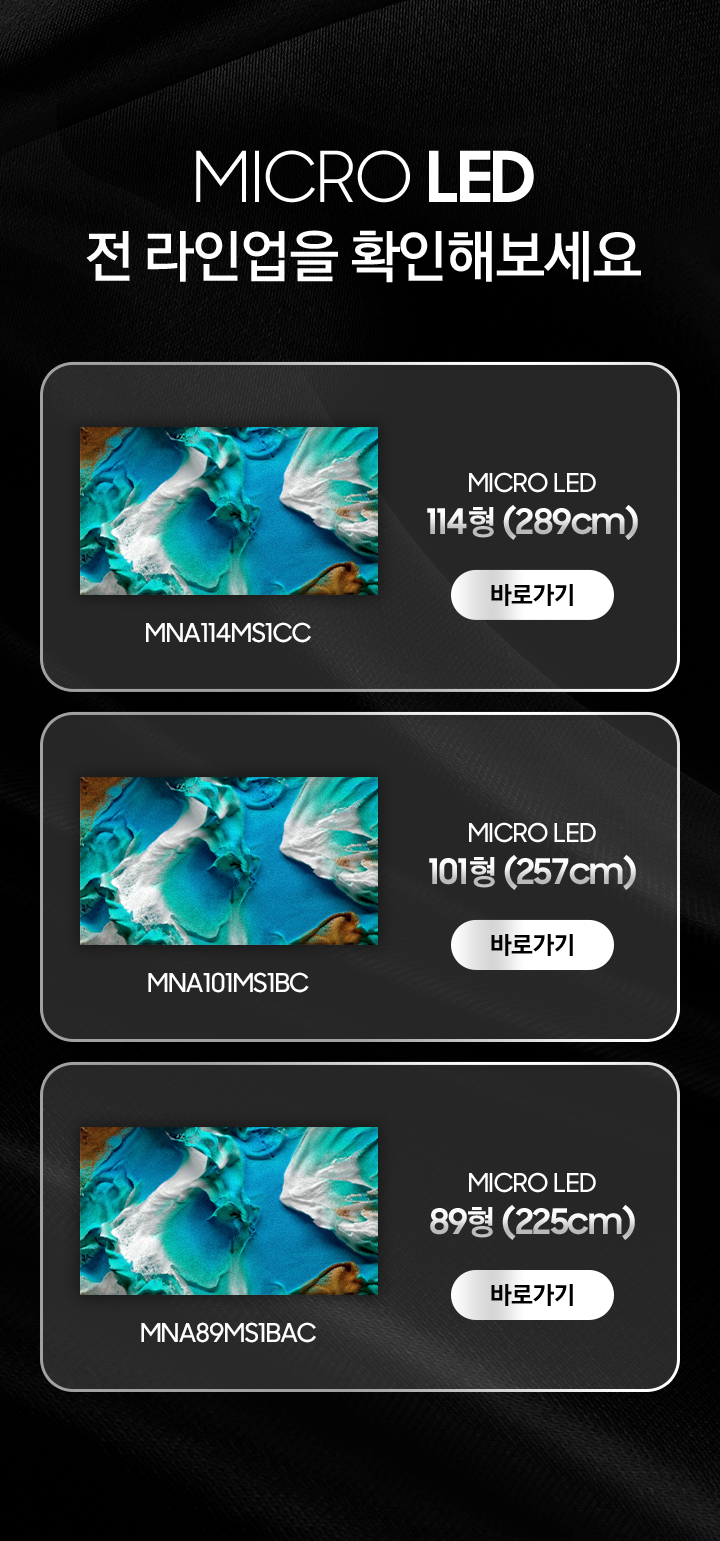 MICRO LED
전 라인업을 확인해보세요
MICRO LED
114형 (289cm)
바로가기
MNA114MS1CC
MICRO LED
101형 (257cm)
바로가기
MNA101MS1BC
MICRO LED
89형 (225cm)
바로가기
MNA89MS1BAC